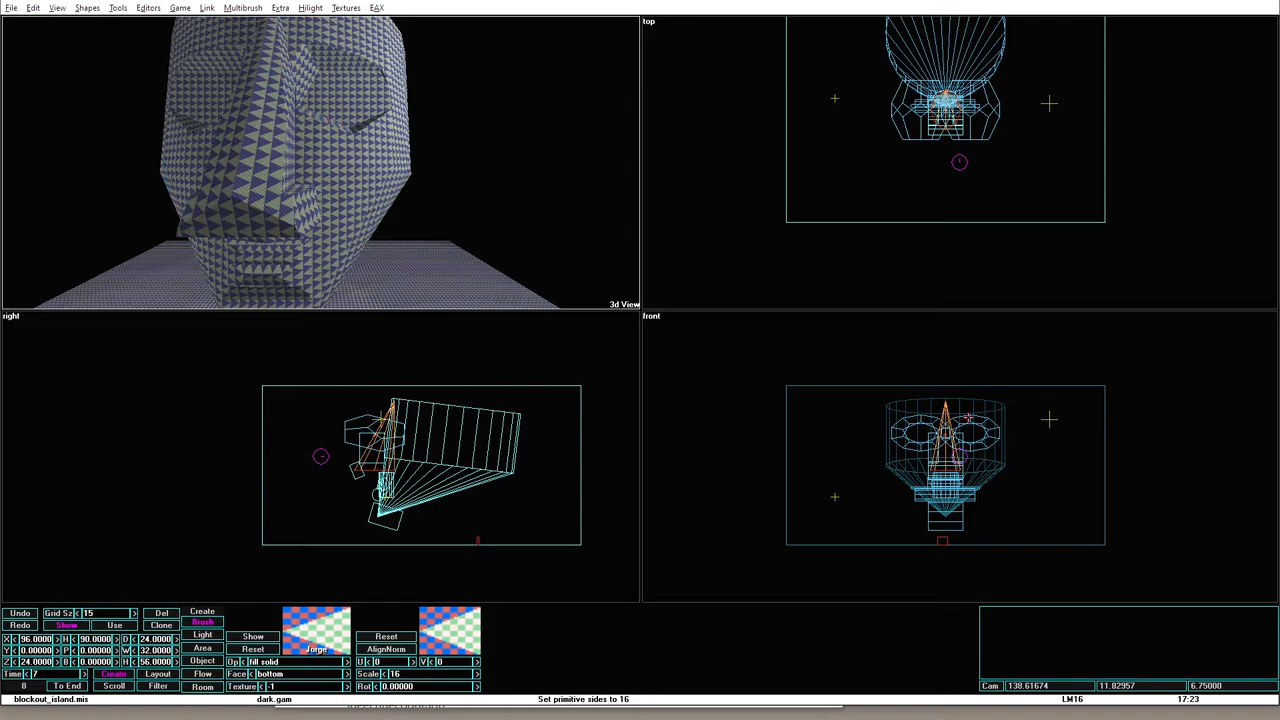 File Edit View Shapes Tools Editors Game Link Multibrush Extra Hilight Textures EAX
top
3d View
right
front
Undo Grid Sz 15 Del Create
Redo Show Use Clone Brush
X 96.0000 H 90.0000 D 24.0000 Light Show Jorge Reset
Y 0.00000 P 0.00000 W 32.0000 Area Reset AlignNorm
Z 24.0000 B 0.00000 H 56.0000 Object Op fill solid U 0 V 0
Time 7 Create Layout Flow Face bottom Scale 16
8 To End Scroll Filter Room Texture -1 Rot 0.00000 Cam 138.61674 11.82957 6.75000
blockout_island.mis dark.gam Set primitive sides to 16 LM16 17:23